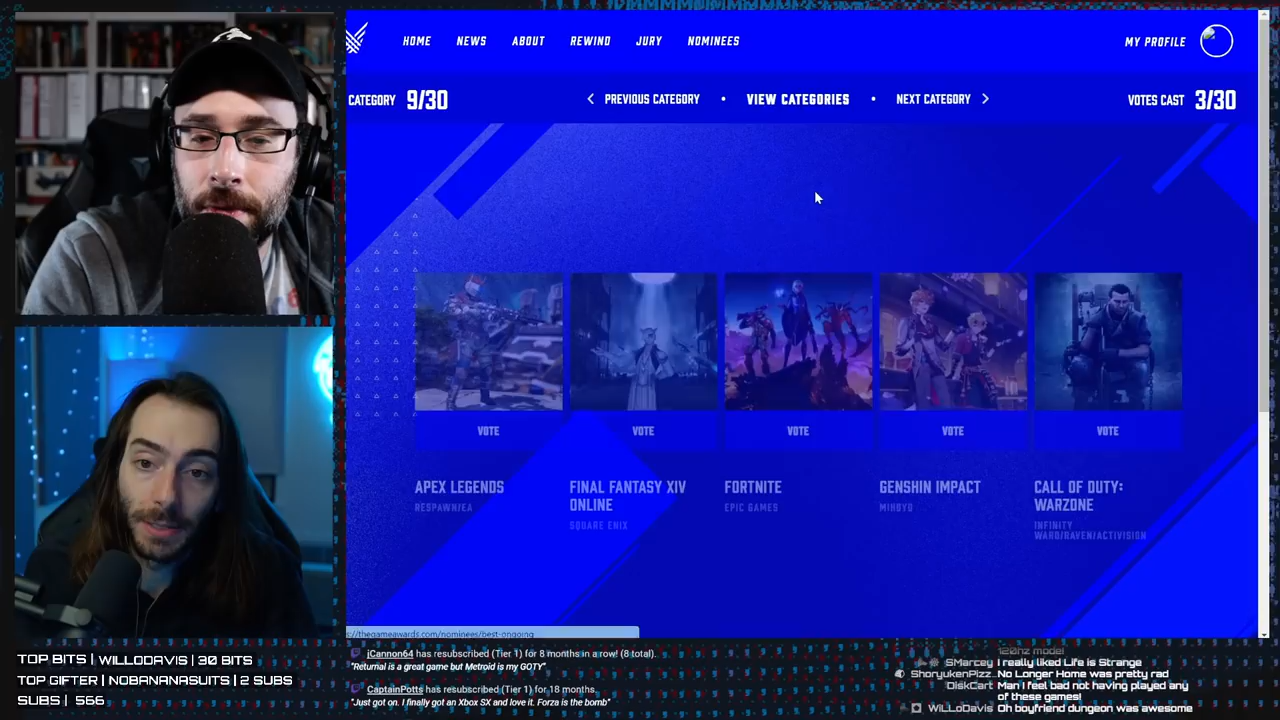 HOME NEWS ABOUT REWIND JURY NOMINEES MY PROFILE
CATEGORY 9/30 PREVIOUS CATEGORY • VIEW CATEGORIES • NEXT CATEGORY VOTES CAST 3/30
VOTE VOTE VOTE VOTE VOTE
APEX LEGENDS
RESPAWN/EA
FINAL FANTASY XIV
ONLINE
SQUARE ENIX
FORTNITE
EPIC GAMES
GENSHIN IMPACT
MIHOYO
CALL OF DUTY:
WARZONE
INFINITY
WARD/RAVEN/ACTIVISION
s://thegameawards.com/nominees/best-ongoing
TOP BITS | WILLODAVIS | 30 BITS
TOP GIFTER | NOBANANASUITS | 2 SUBS
SUBS | 566
jCannon64 has resubscribed (Tier 1) for 8 months in a row! (8 total).
"Returnal is a great game but Metroid is my GOTY"
CaptainPotts has resubscribed (Tier 1) for 18 months.
"Just got on. I finally got an Xbox SX and love it. Forza is the bomb"
120hz model
SMarcey I really liked Life is Strange
ShoryukenPizz.. No Longer Home was pretty rad
DiskCart Man I feel bad not having played any
of these games!
WiLLoDavis Oh boyfriend dungeon was awesome